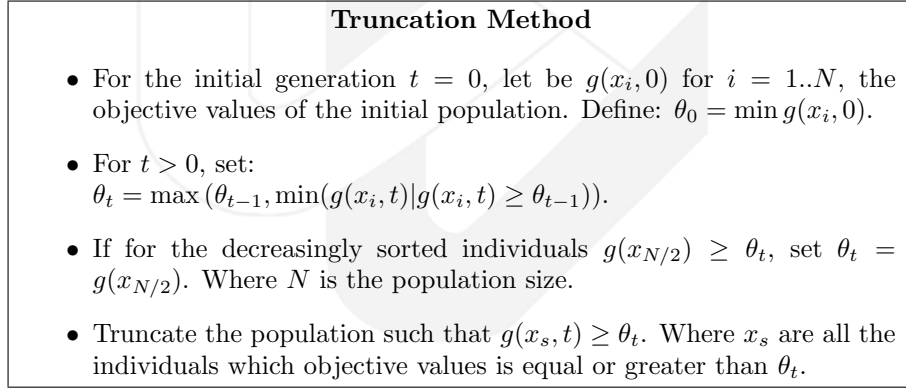 Truncation Method
• For the initial generation t = 0, let be g(x_i, 0) for i = 1..N, the
objective values of the initial population. Define: θ_0 = min g(x_i, 0).
• For t > 0, set:
θ_t = max (θ_{t−1}, min(g(x_i, t)|g(x_i, t) ≥ θ_{t−1})).
• If for the decreasingly sorted individuals g(x_{N/2}) ≥ θ_t, set θ_t =
g(x_{N/2}). Where N is the population size.
• Truncate the population such that g(x_s, t) ≥ θ_t. Where x_s are all the
individuals which objective values is equal or greater than θ_t.